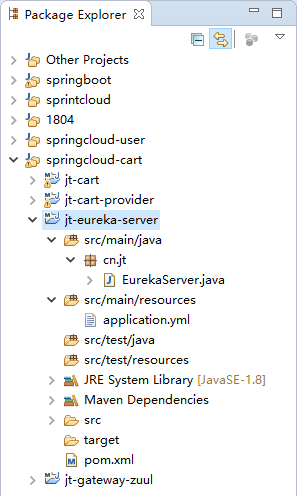 Package Explorer
Other Projects
springboot
sprintcloud
1804
springcloud-user
springcloud-cart
jt-cart
jt-cart-provider
jt-eureka-server
src/main/java
cn.jt
EurekaServer.java
src/main/resources
application.yml
src/test/java
src/test/resources
JRE System Library [JavaSE-1.8]
Maven Dependencies
src
target
pom.xml
jt-gateway-zuul